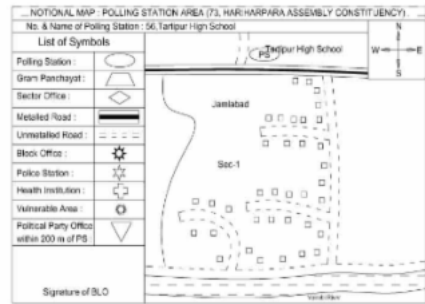 NOTIONAL MAP : POLLING STATION AREA (73, HARIHARPARA ASSEMBLY CONSTITUENCY)
No. & Name of Polling Station : 56,Tartipur High School
List of Symbols
Polling Station :
Gram Panchayat :
Sector Office :
Metalled Road :
Unmetalled Road :
Block Office :
Police Station :
Health Institution :
Vulnerable Area :
Political Party Office
within 200 m of PS
Signature of BLO
PS
Tartipur High School
N
W
E
S
Jamlabad
Sec-1